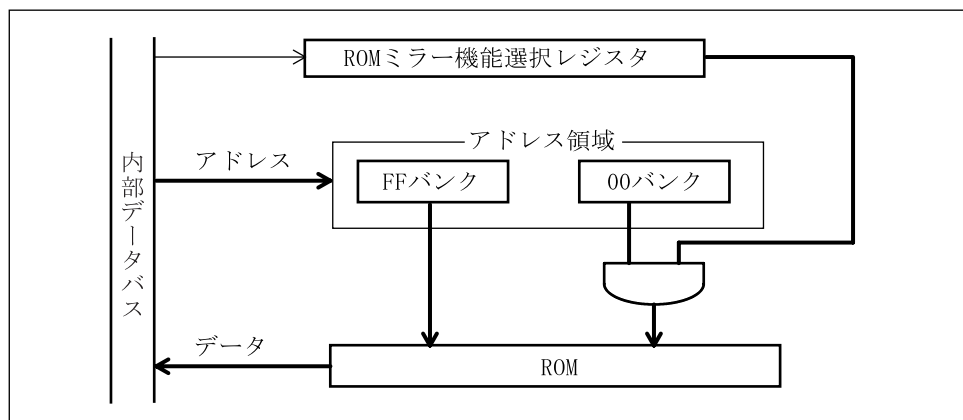 ROMミラー機能選択レジスタ
アドレス領域
アドレス
FFバンク
00バンク
内部データバス
データ
ROM